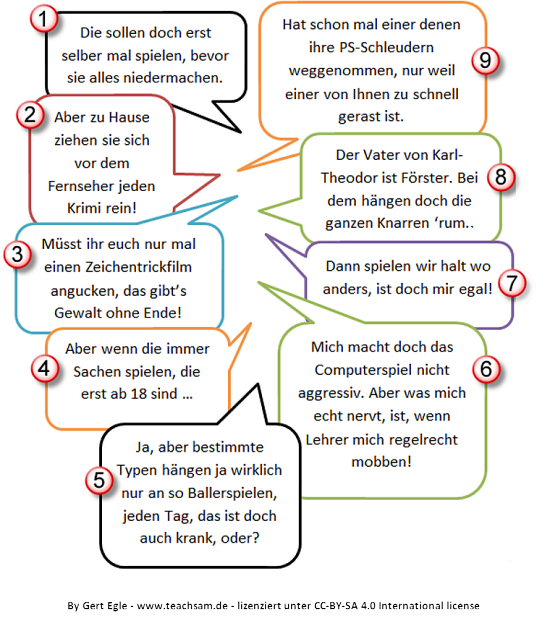 1
Die sollen doch erst
selber mal spielen, bevor
sie alles niedermachen.
2
Aber zu Hause
ziehen sie sich
vor dem
Fernseher jeden
Krimi rein!
3
Müsst ihr euch nur mal
einen Zeichentrickfilm
angucken, das gibt's
Gewalt ohne Ende!
4
Aber wenn die immer
Sachen spielen, die
erst ab 18 sind …
5
Ja, aber bestimmte
Typen hängen ja wirklich
nur an so Ballerspielen,
jeden Tag, das ist doch
auch krank, oder?
6
Mich macht doch das
Computerspiel nicht
aggressiv. Aber was mich
echt nervt, ist, wenn
Lehrer mich regelrecht
mobben!
7
Dann spielen wir halt wo
anders, ist doch mir egal!
8
Der Vater von Karl-
Theodor ist Förster. Bei
dem hängen doch die
ganzen Knarren ‘rum..
9
Hat schon mal einer denen
ihre PS-Schleudern
weggenommen, nur weil
einer von Ihnen zu schnell
gerast ist.
By Gert Egle - www.teachsam.de - lizenziert unter CC-BY-SA 4.0 International license